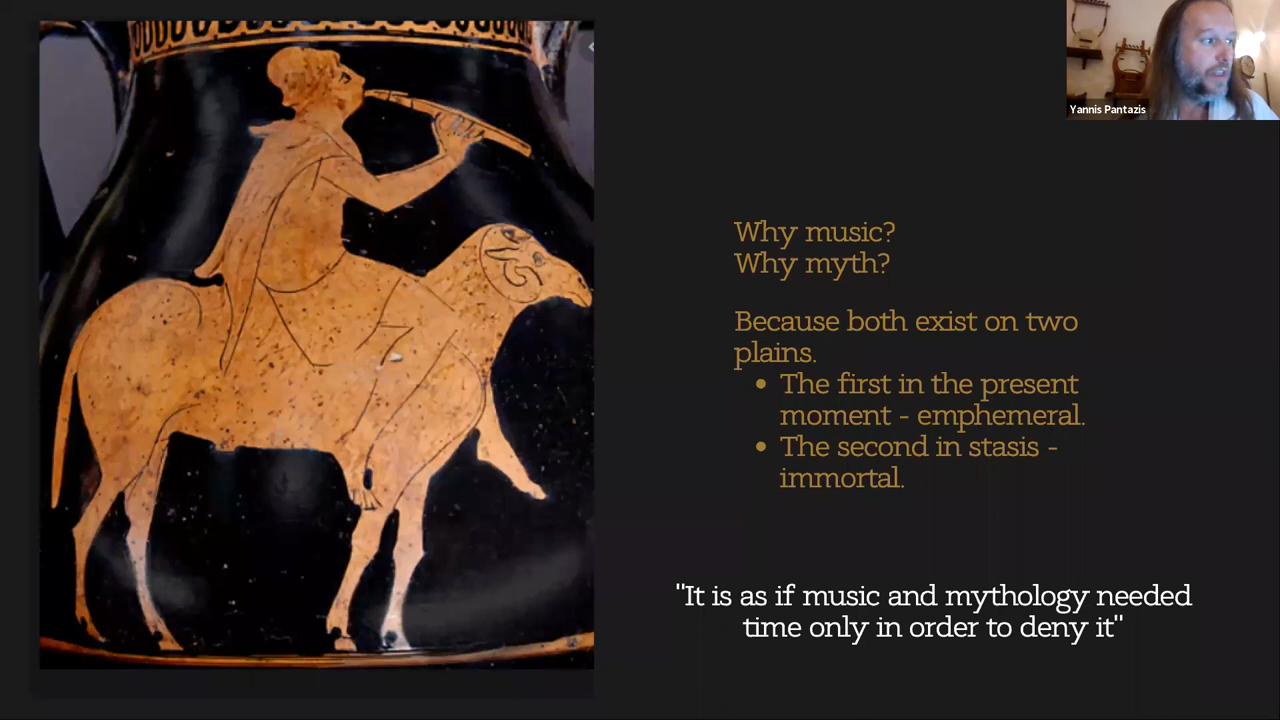 Yannis Pantazis
Why music?
Why myth?
Because both exist on two
plains.
• The first in the present
moment - emphemeral.
• The second in stasis -
immortal.
"It is as if music and mythology needed
time only in order to deny it"